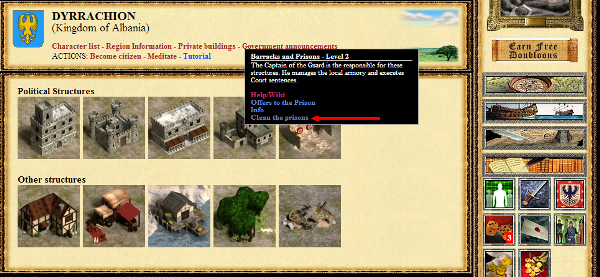 DYRRACHION
(Kingdom of Albania)
Character list - Region Information - Private buildings - Government announcements
ACTIONS: Become citizen - Meditate - Tutorial
Barracks and Prisons - Level 2
The Captain of the Guard is the responsible for these
structures. He manages the local armory and executes
Court sentences
Help/Wiki
Offers to the Prison
Info
Clean the prisons
Political Structures
Other structures
Earn Free
Doubloons
3